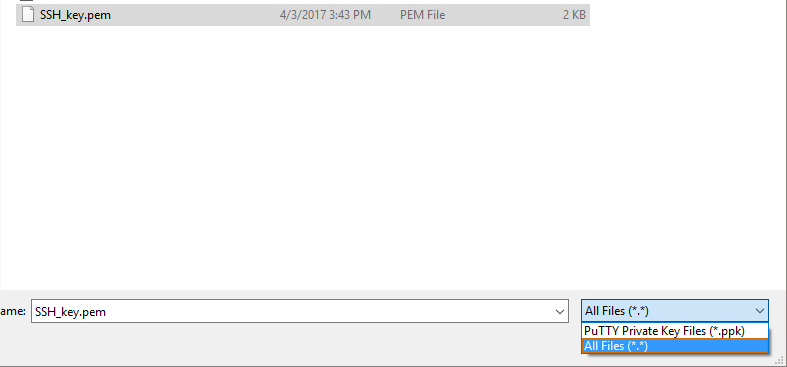 SSH_key.pem 4/3/2017 3:43 PM PEM File 2 KB
ame: SSH_key.pem All Files (*.*)
PuTTY Private Key Files (*.ppk)
All Files (*.*)